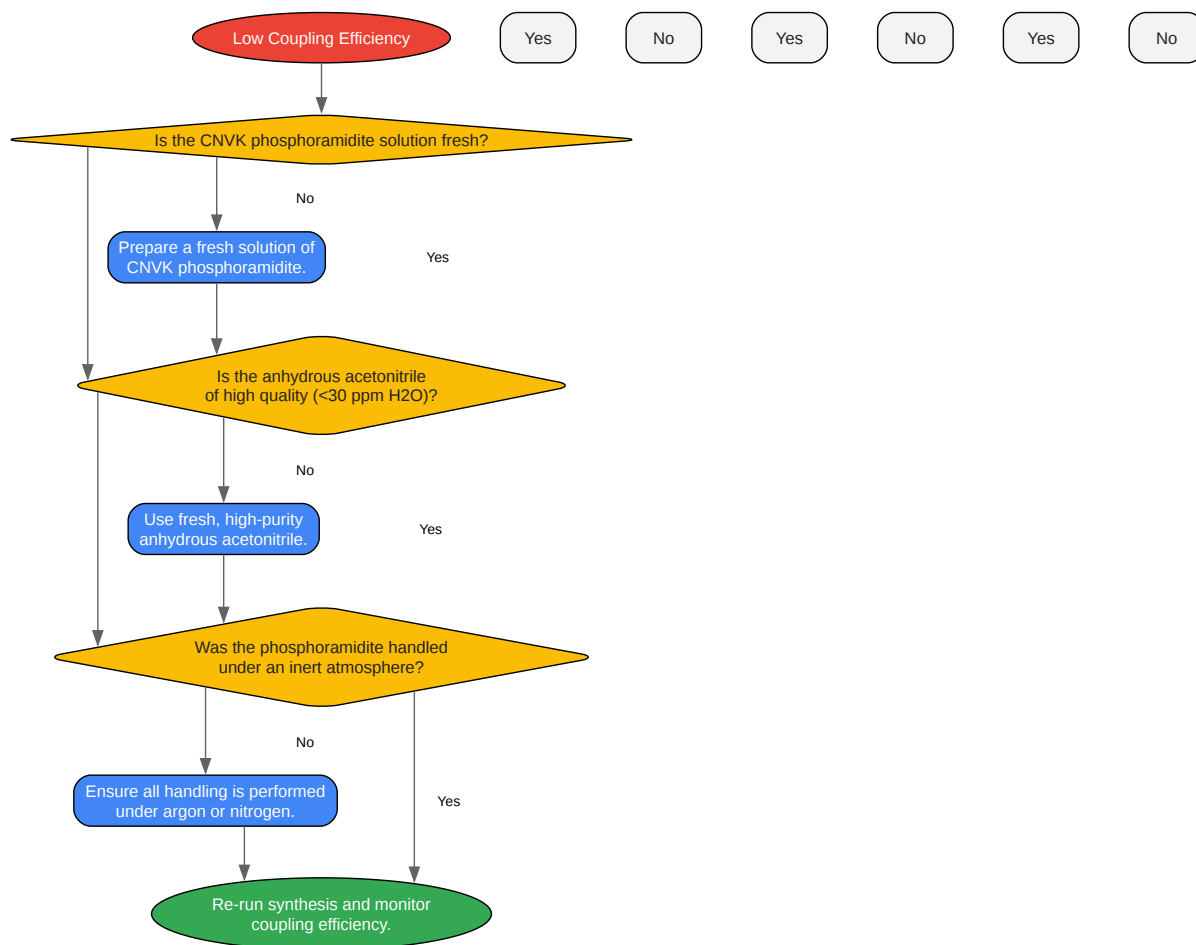 Low Coupling Efficiency
Yes
No
Yes
No
Yes
No
Is the CNVK phosphoramidite solution fresh?
No
Prepare a fresh solution of
CNVK phosphoramidite.
Yes
Is the anhydrous acetonitrile
of high quality (<30 ppm H2O)?
No
Use fresh, high-purity
anhydrous acetonitrile.
Yes
Was the phosphoramidite handled
under an inert atmosphere?
No
Ensure all handling is performed
under argon or nitrogen.
Yes
Re-run synthesis and monitor
coupling efficiency.